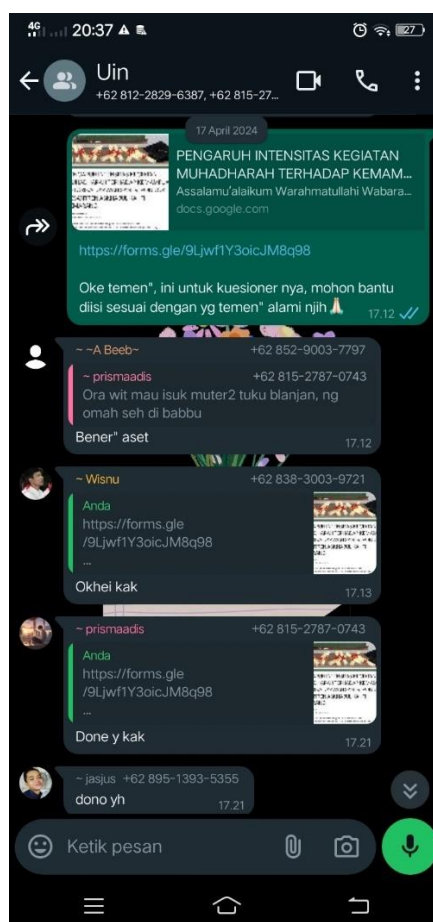 4G 20:37 27
Uin
+62 812-2829-6387, +62 815-27...
17 April 2024
PENGARUH INTENSITAS KEGIATAN
MUHADHARAH TERHADAP KEMAM...
Assalamu'alaikum Warahmatullahi Wabara...
docs.google.com
https://forms.gle/9Ljwf1Y3oicJM8q98
Oke temen", ini untuk kuesioner nya, mohon bantu
diisi sesuai dengan yg temen" alami njih 🙏🏻
17.12
~ ~A Beeb~ +62 852-9003-7797
~ prismaadis +62 815-2787-0743
Ora wit mau isuk muter2 tuku blanjan, ng
omah seh di babbu
Bener" aset
17.12
~ Wisnu +62 838-3003-9721
Anda
https://forms.gle
/9Ljwf1Y3oicJM8q98
...
Okhei kak
17.13
~ prismaadis +62 815-2787-0743
Anda
https://forms.gle
/9Ljwf1Y3oicJM8q98
...
Done y kak
17.21
~ jasjus +62 895-1393-5355
dono yh
17.21
Ketik pesan